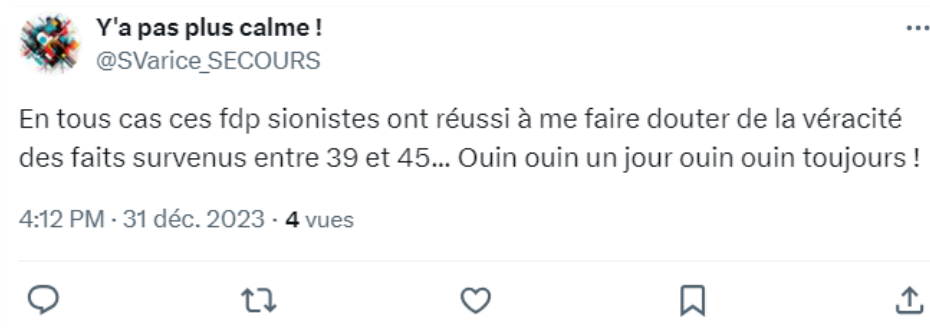 Y'a pas plus calme !
@SVarice_SECOURS
En tous cas ces fdp sionistes ont réussi à me faire douter de la véracité
des faits survenus entre 39 et 45... Ouin ouin un jour ouin ouin toujours !
4:12 PM · 31 déc. 2023 · 4 vues